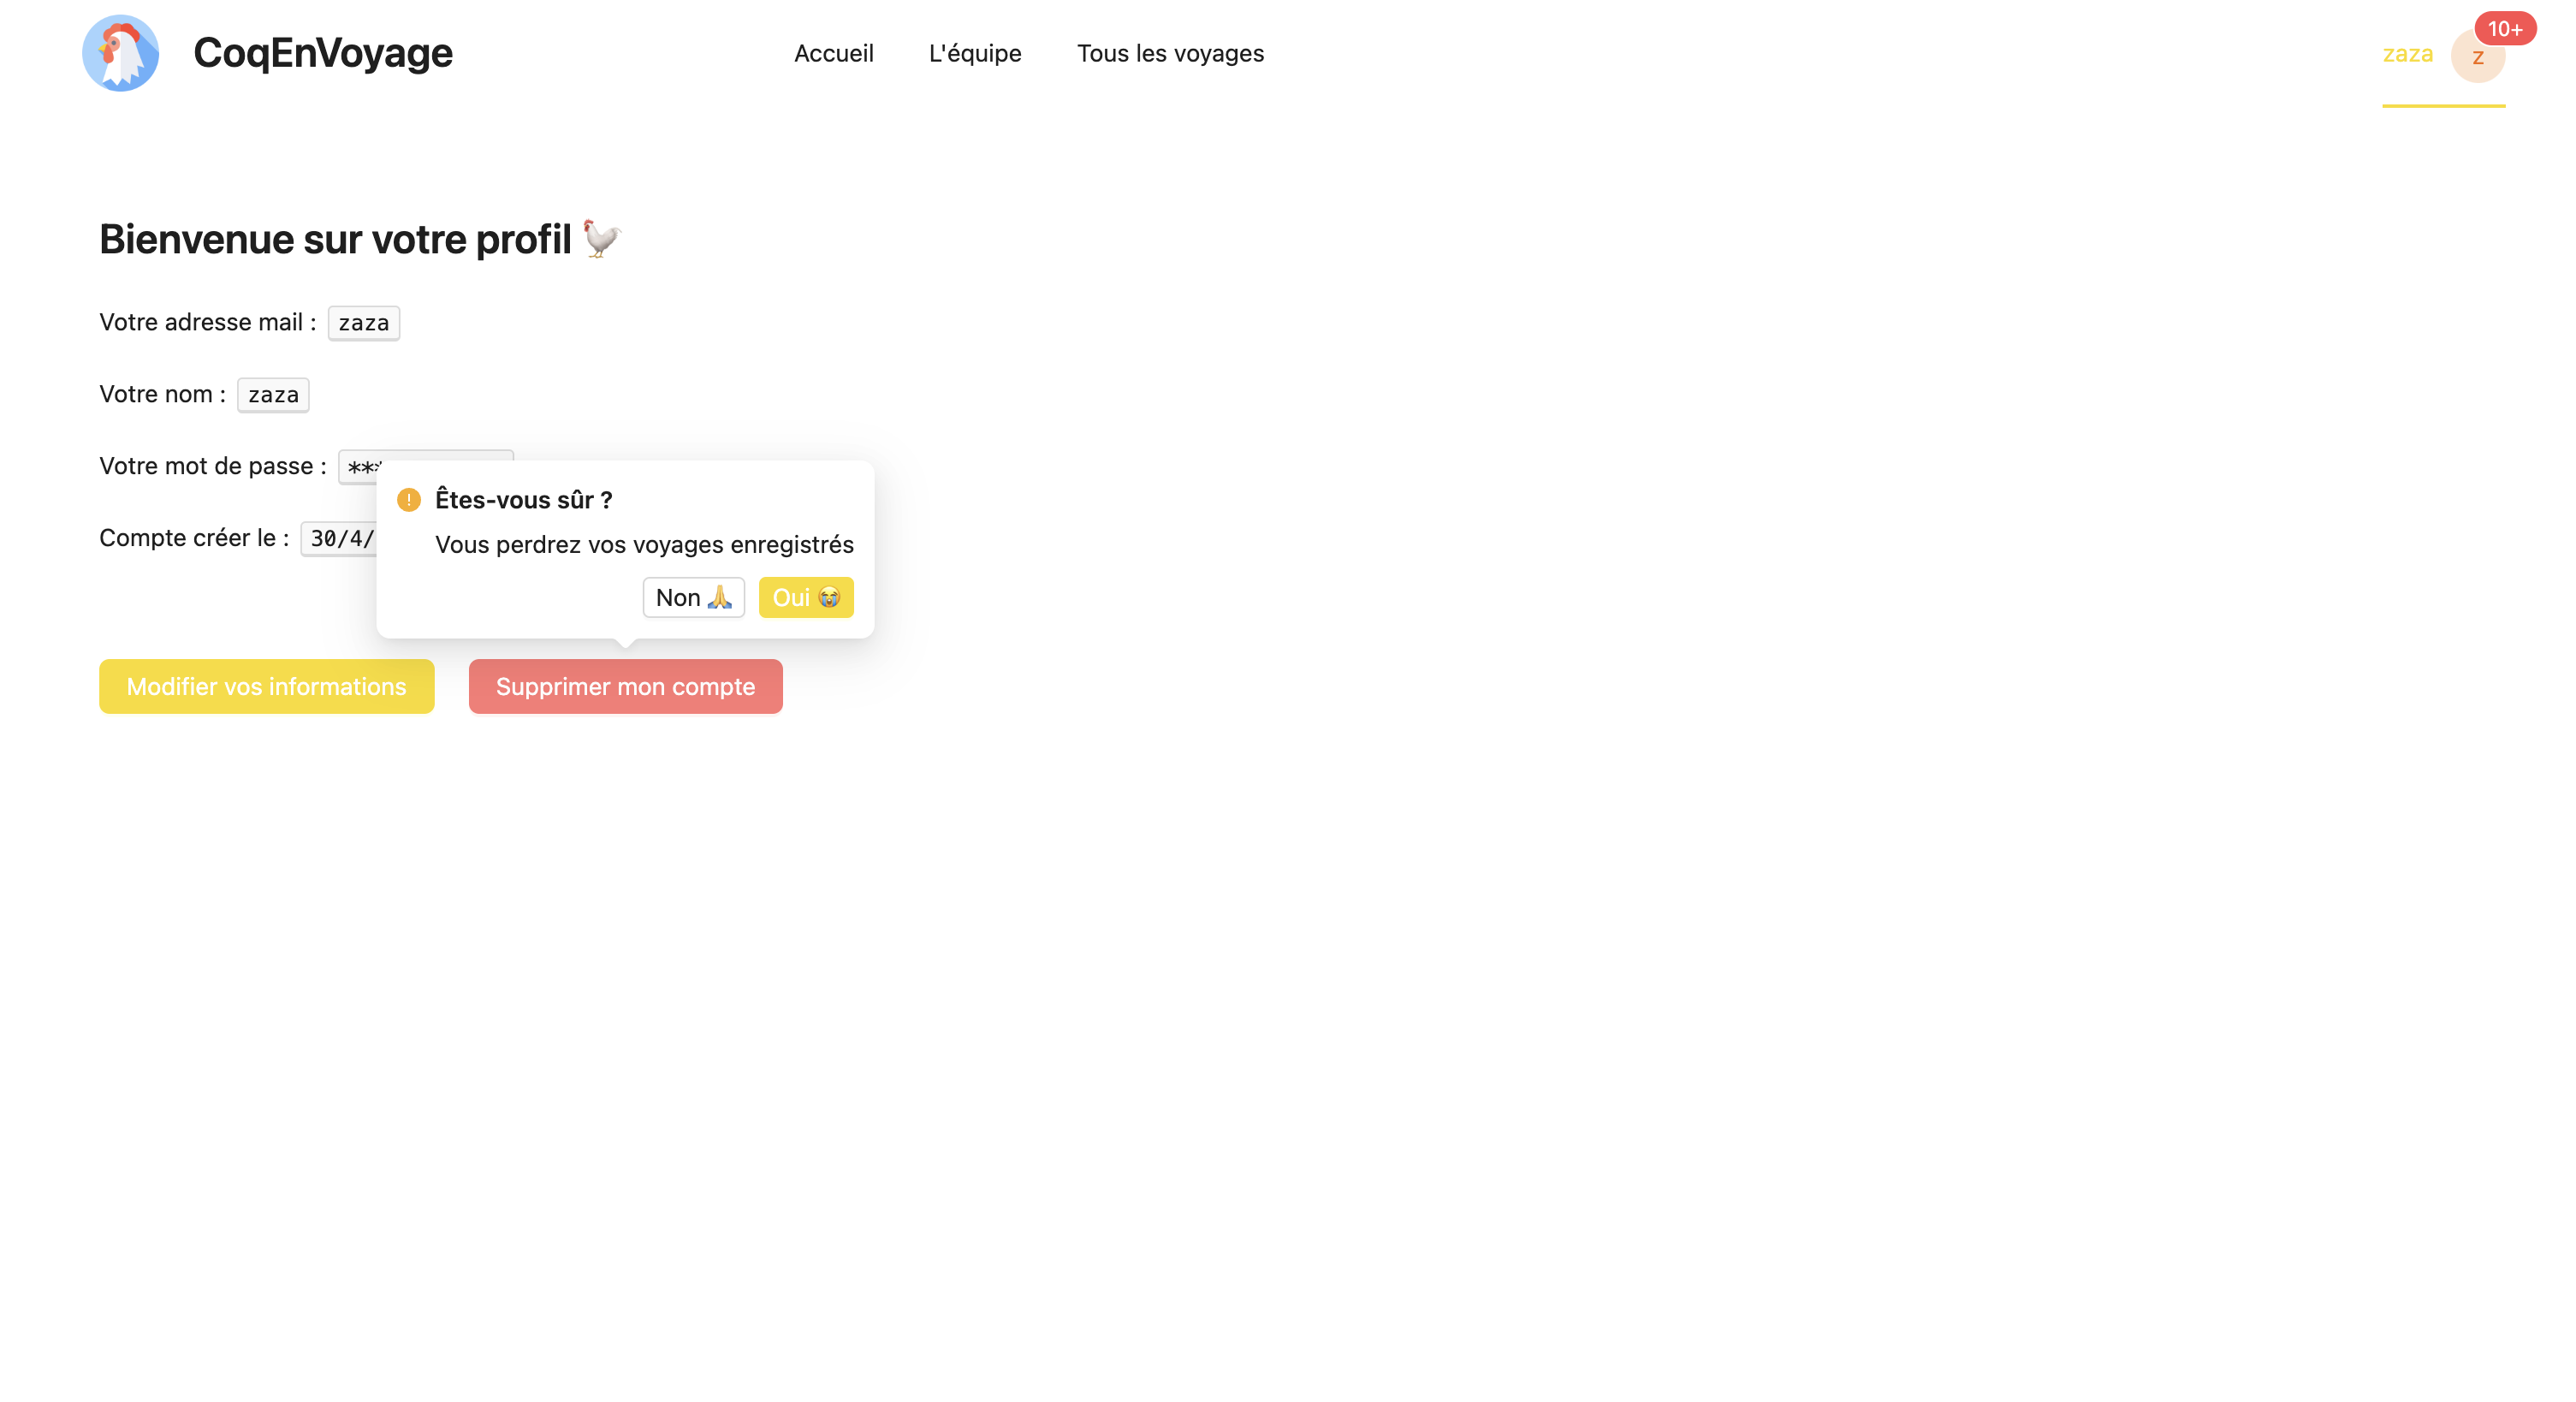 CoqEnVoyage
Accueil
L'équipe
Tous les voyages
zaza
z
10+
Bienvenue sur votre profil 🐓
Votre adresse mail : zaza
Votre nom : zaza
Votre mot de passe : ***
Compte créer le : 30/4/
Êtes-vous sûr ?
Vous perdrez vos voyages enregistrés
Non 🙏
Oui 😭
Modifier vos informations
Supprimer mon compte